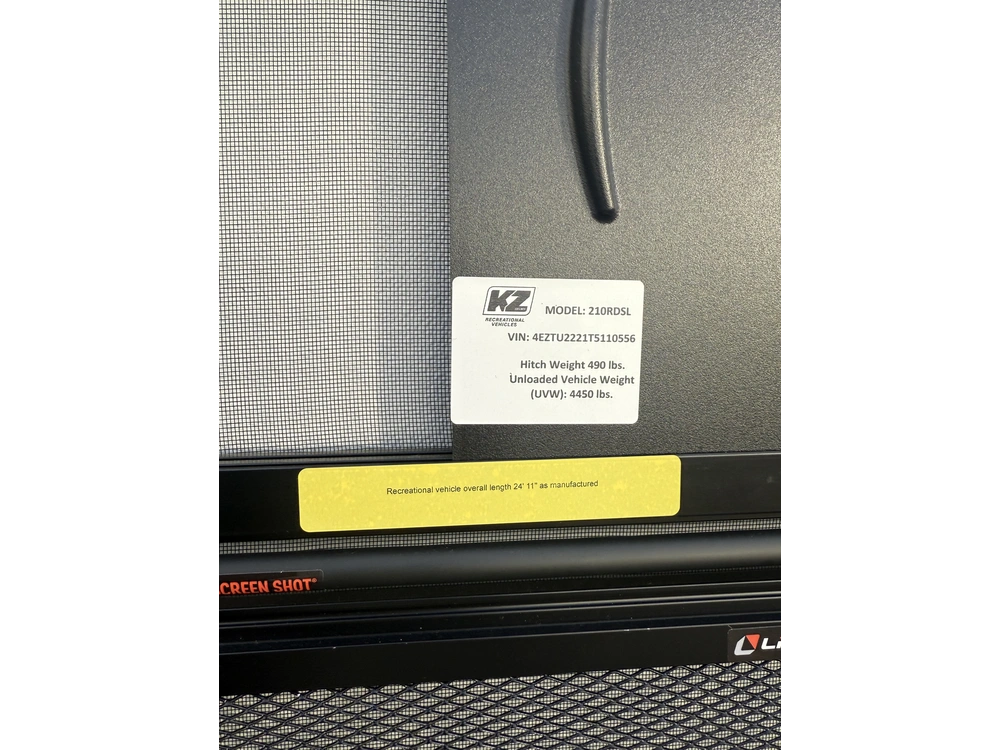 KZ
RECREATIONAL
VEHICLES
MODEL: 210RDSL
VIN: 4EZTU2221T5110556
Hitch Weight 490 lbs.
Unloaded Vehicle Weight
(UVW): 4450 lbs.
Recreational vehicle overall length 24' 11" as manufactured
CREEN SHOT®
LI